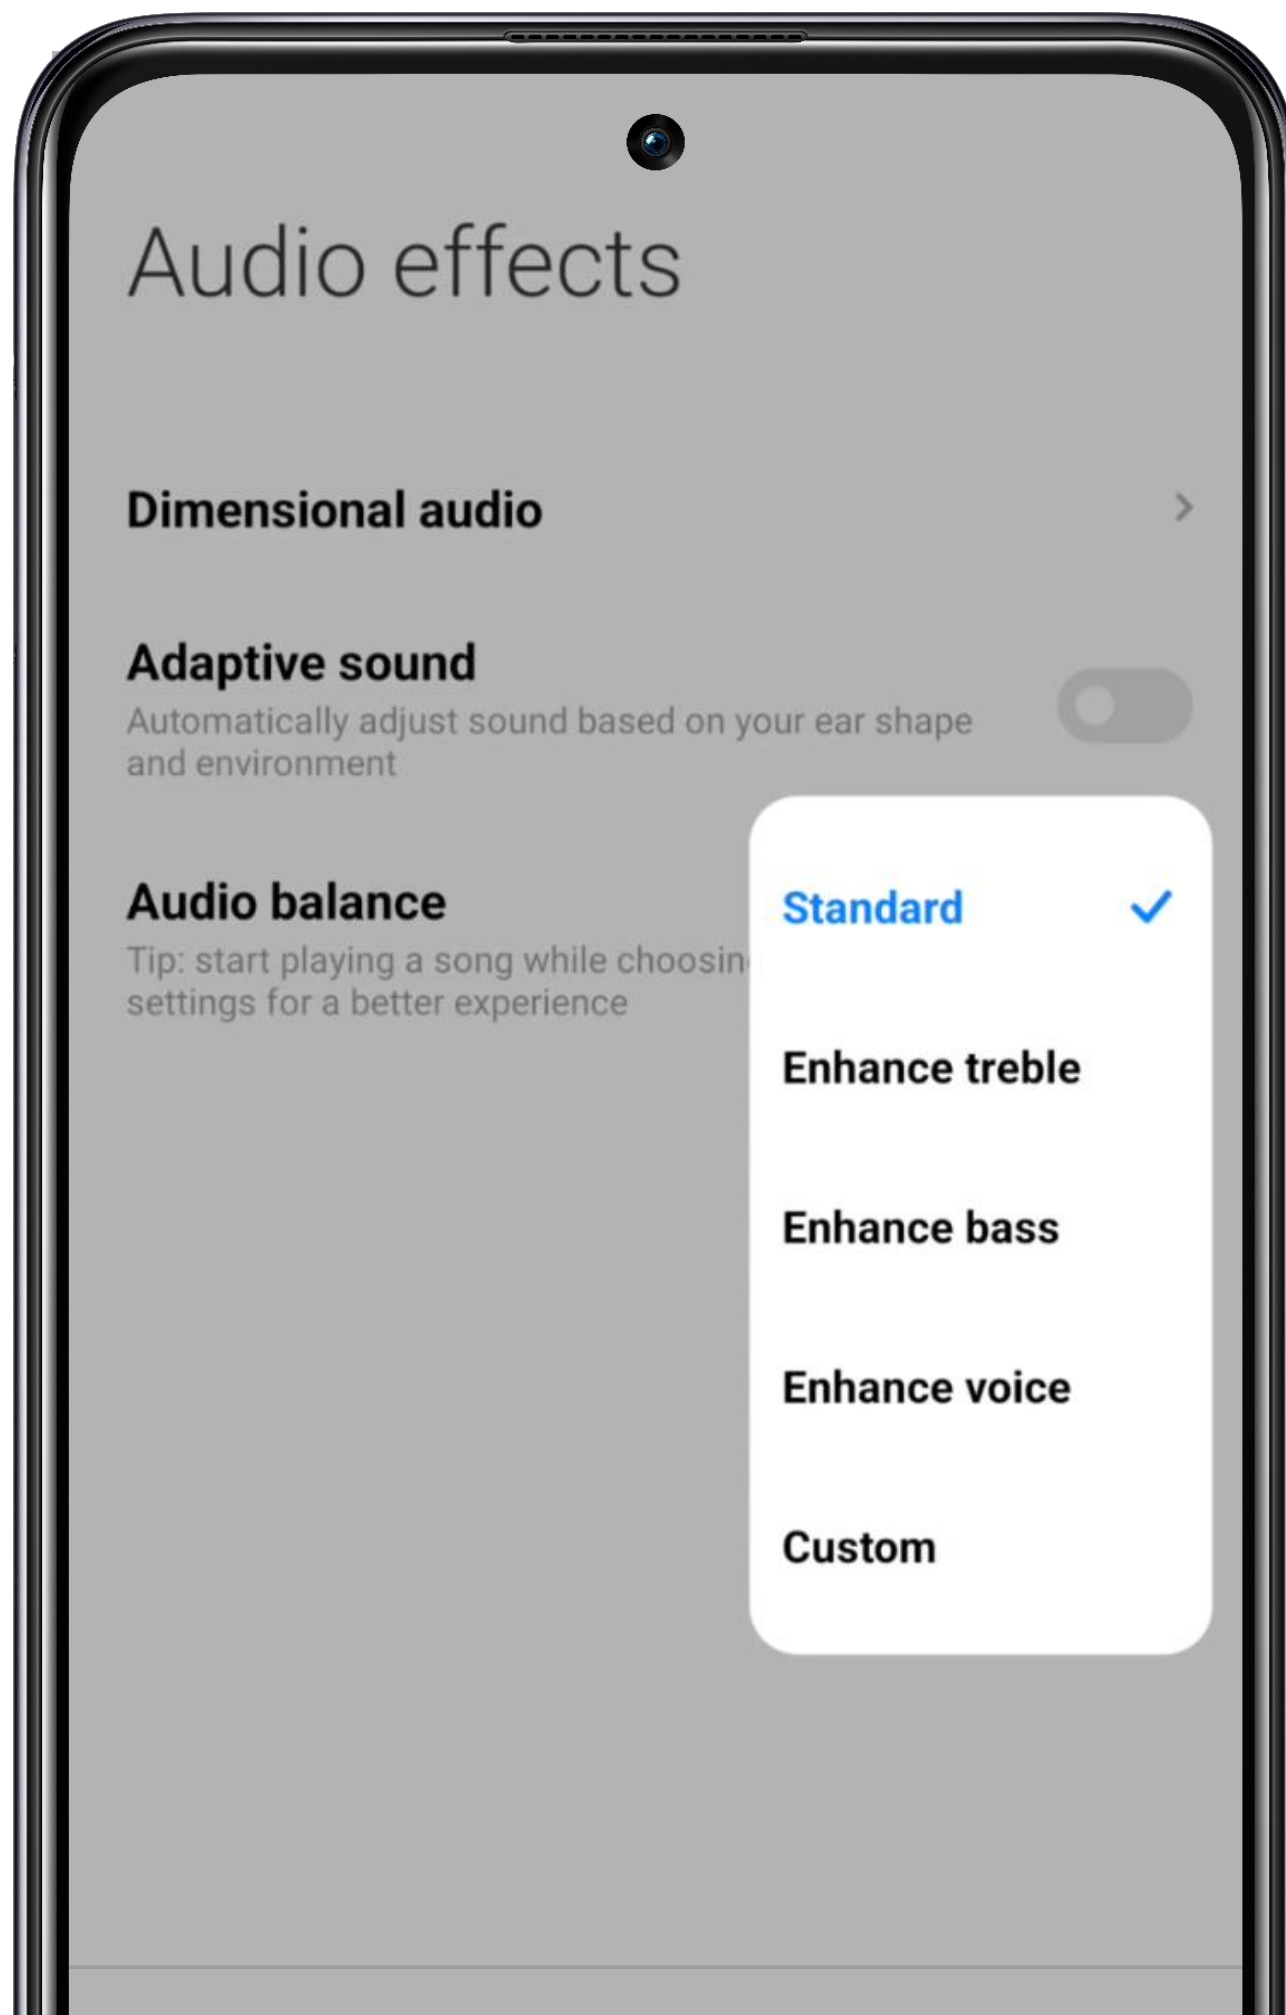 Audio effects
Dimensional audio
Adaptive sound
Automatically adjust sound based on your ear shape
and environment
Audio balance
Tip: start playing a song while
settings for a better experience
Standard
Enhance treble
Enhance bass
Enhance voice
Custom